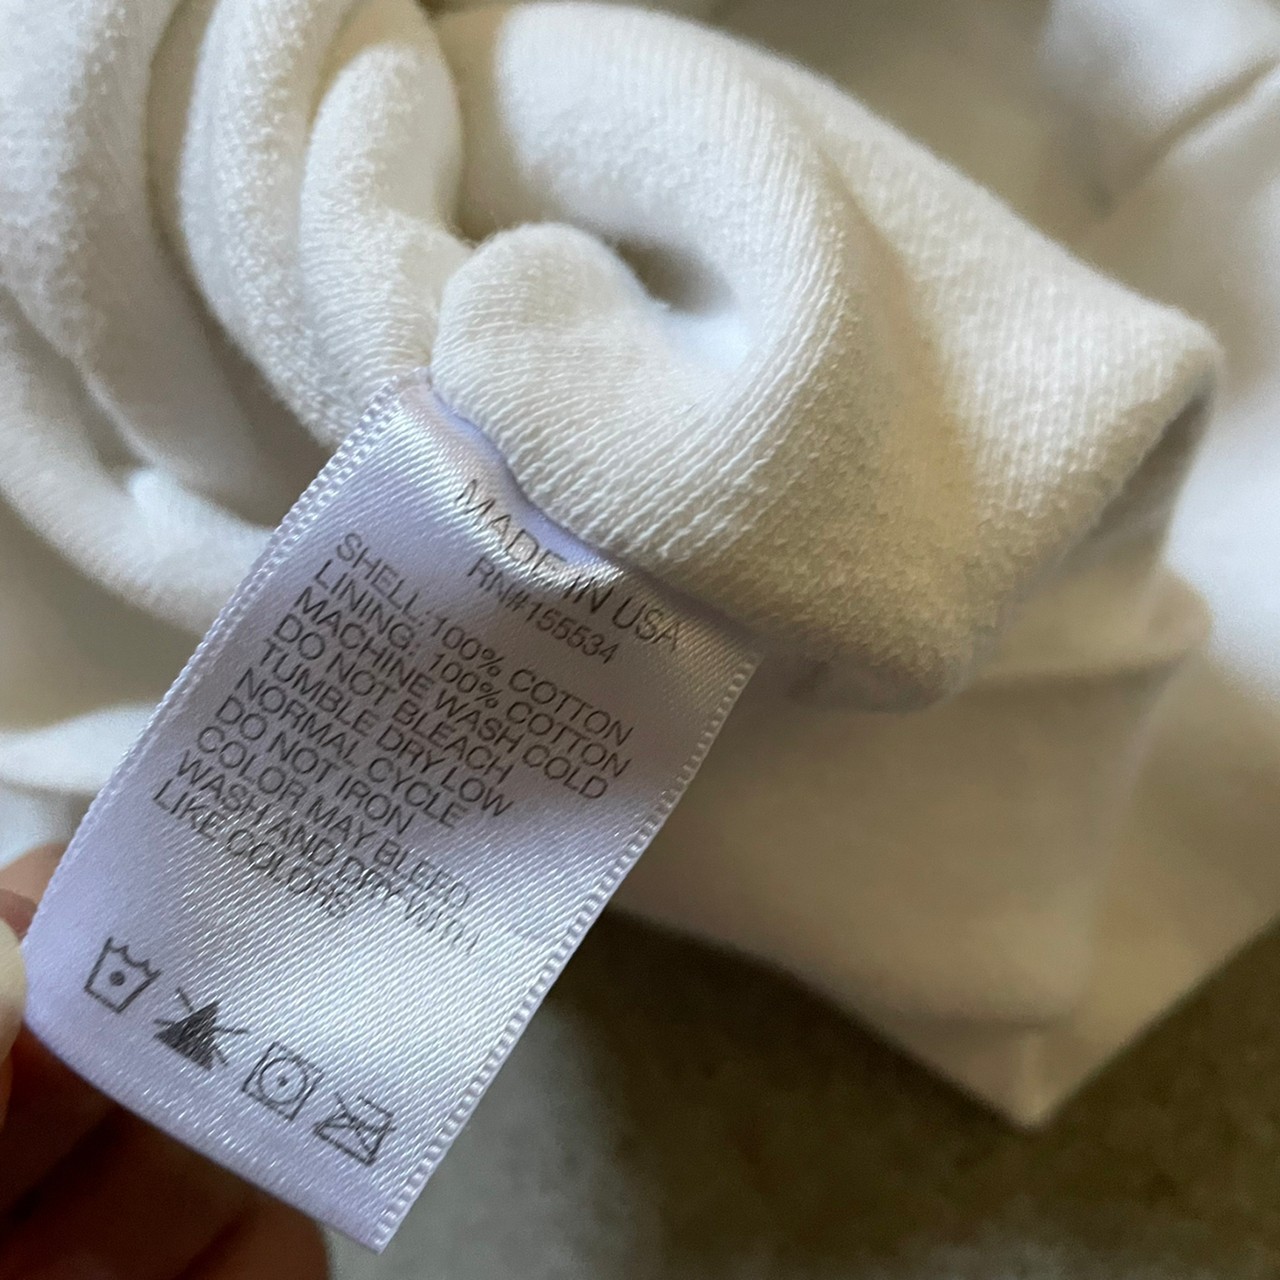 MADE IN USA
RN#155534
SHELL: 100% COTTON
LINING: 100% COTTON
MACHINE WASH COLD
DO NOT BLEACH
TUMBLE DRY LOW
NORMAL CYCLE
DO NOT IRON
COLOR MAY BLEED
WASH AND DRY WITH
LIKE COLORS